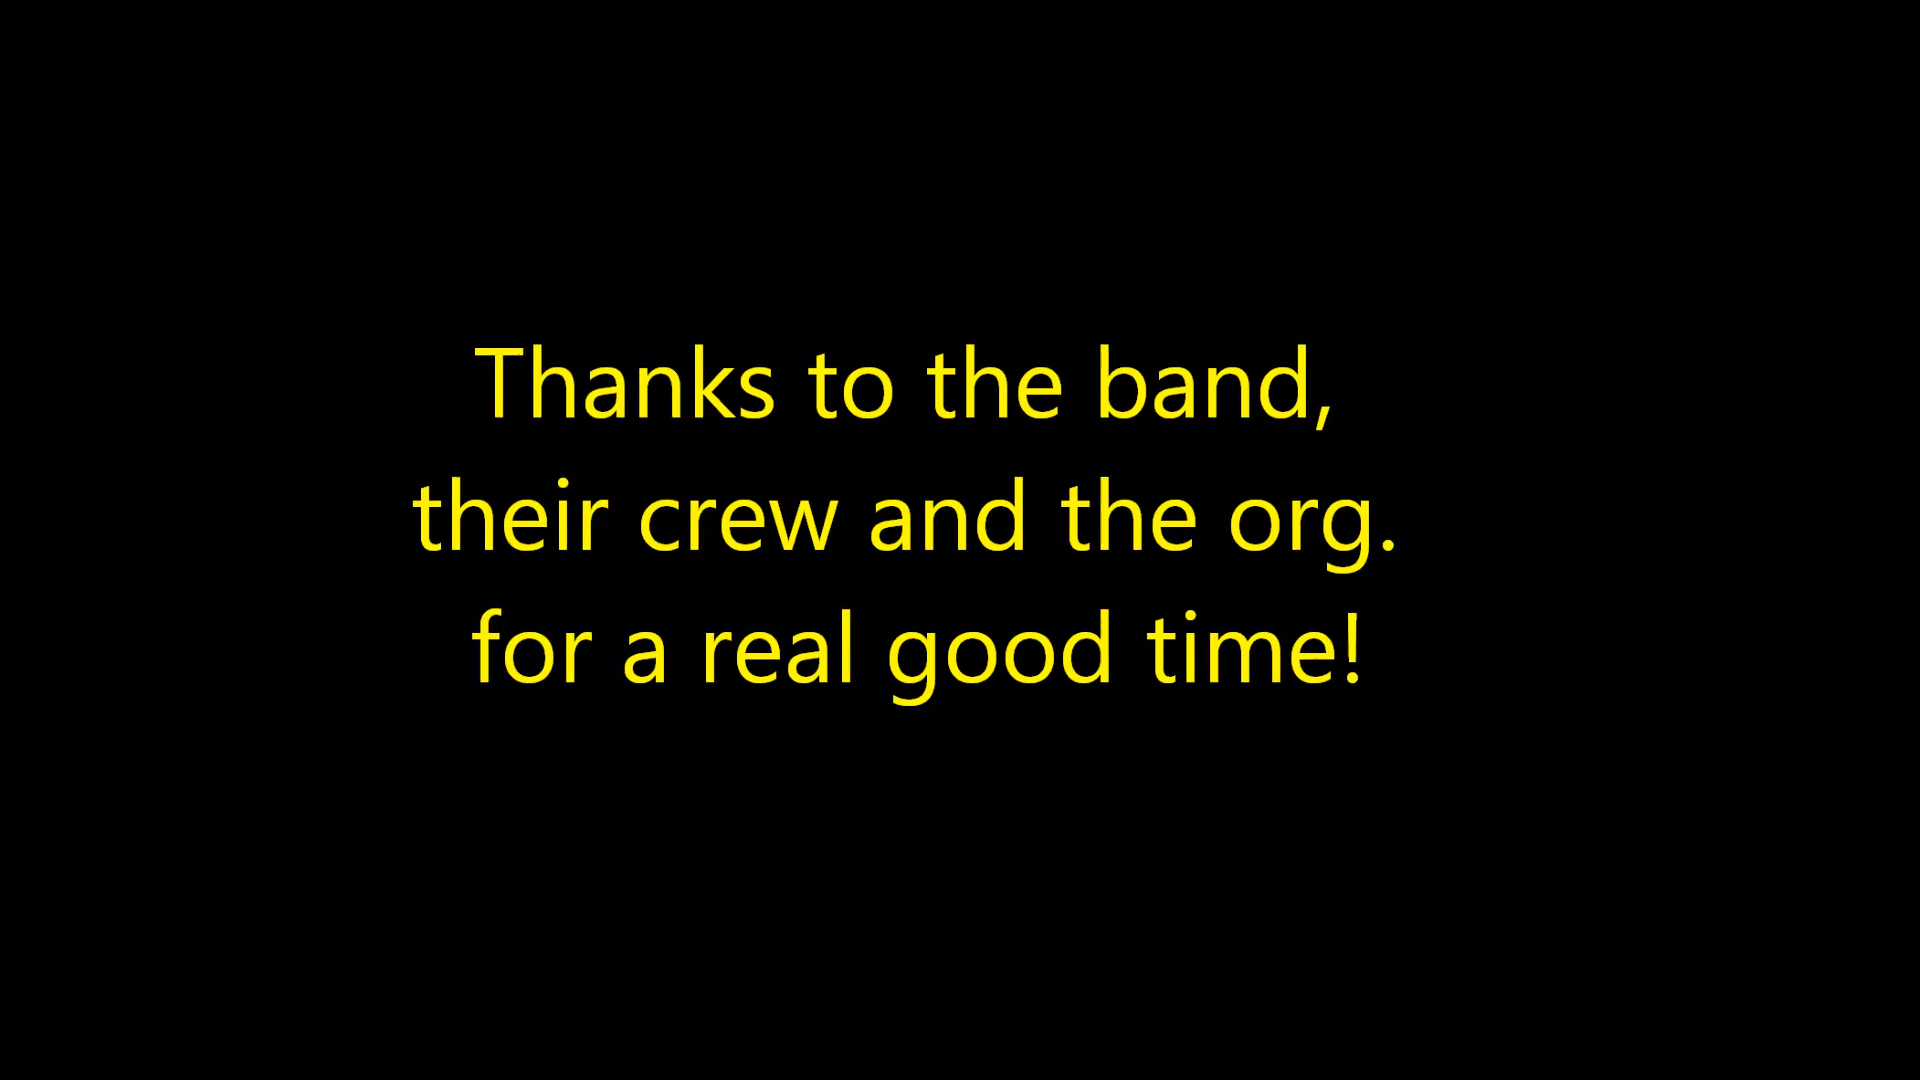 Thanks to the band,
their crew and the org.
for a real good time!